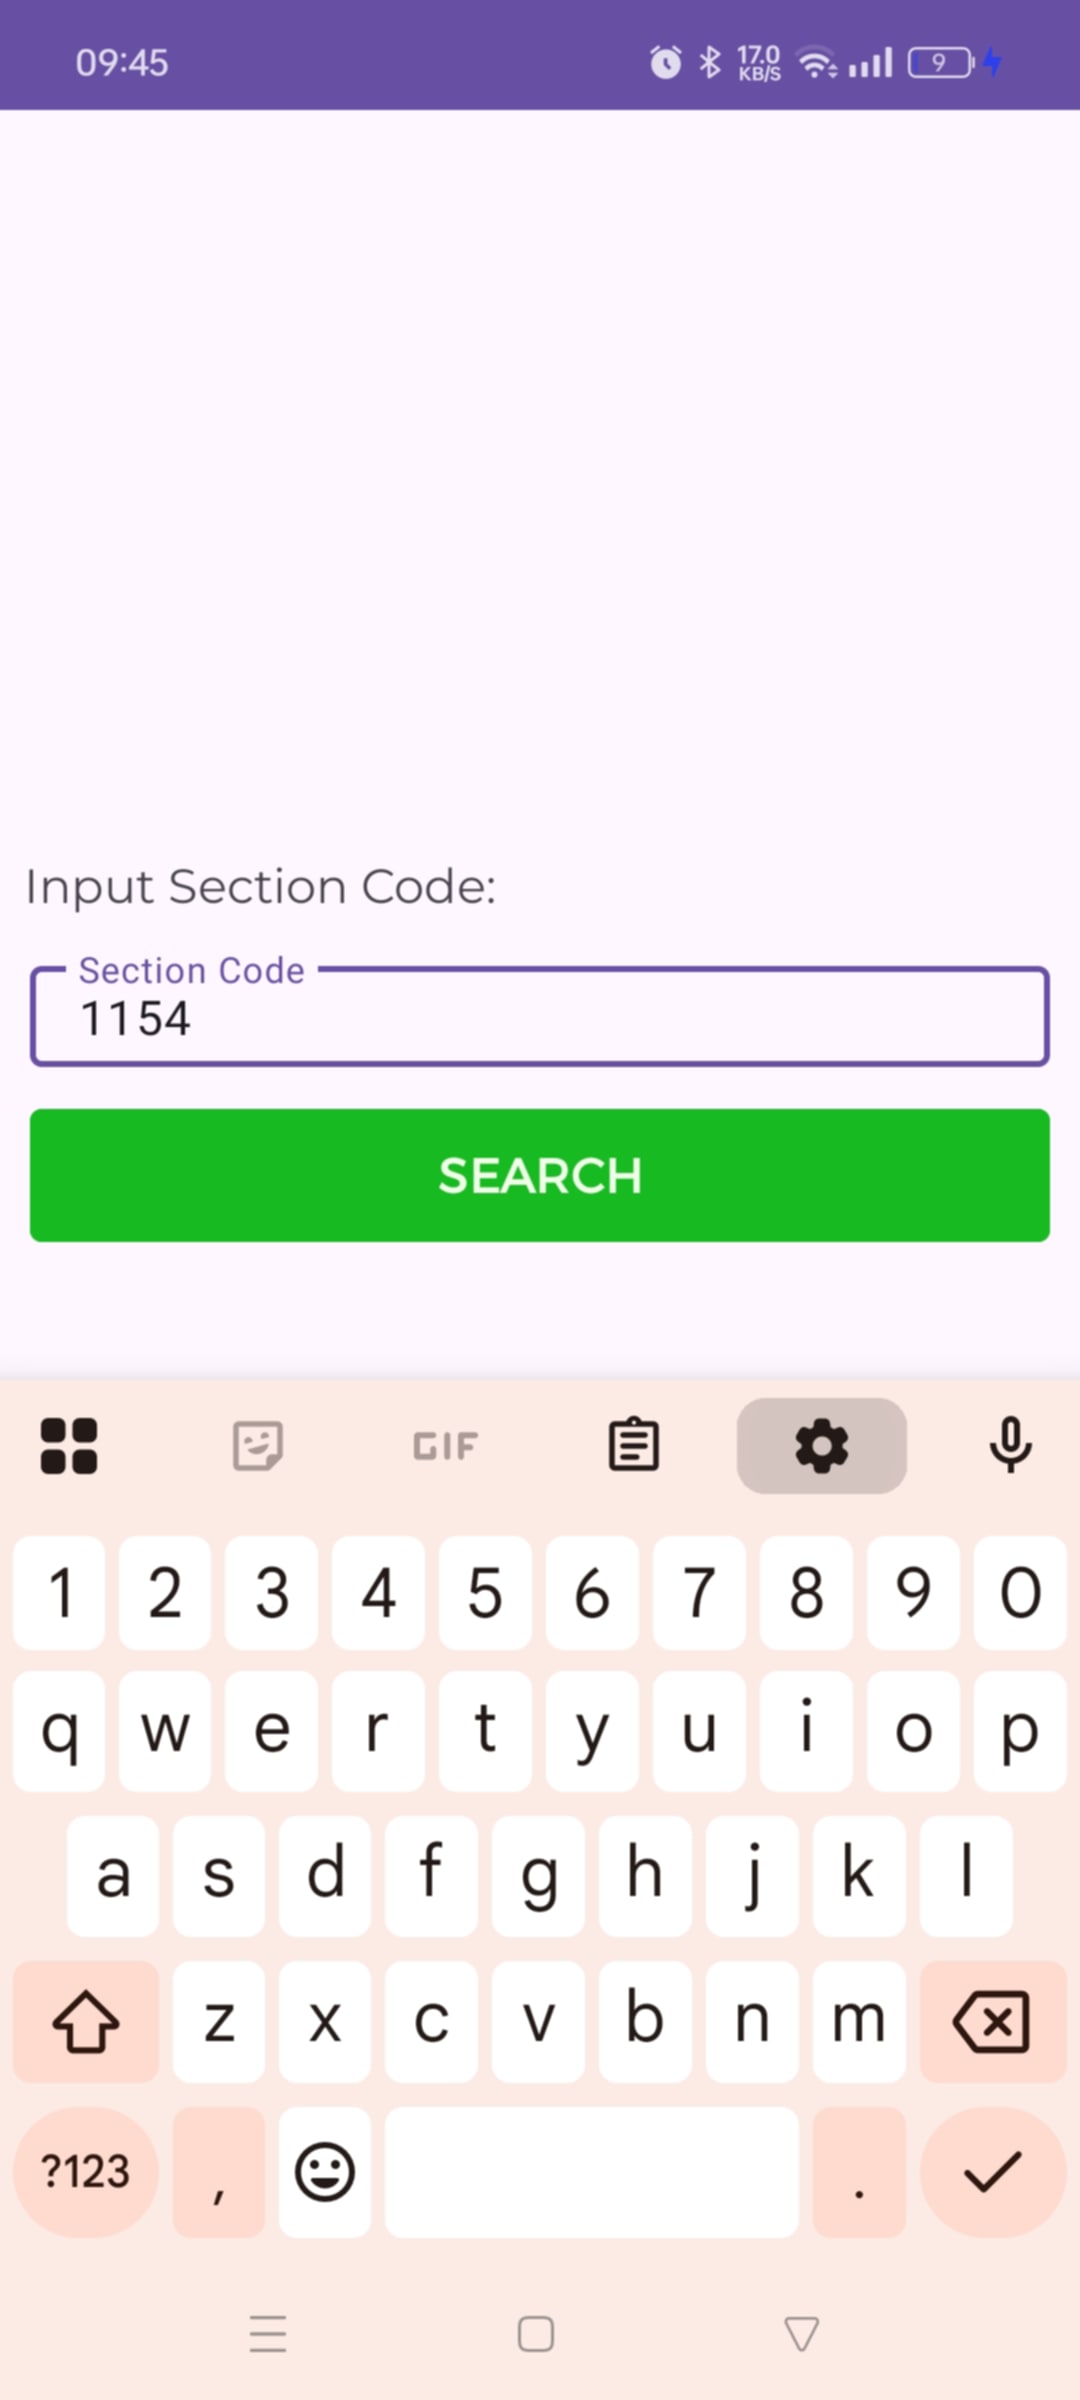 09:45 17.0 KB/S 9
Input Section Code:
Section Code
1154
SEARCH
GIF
1 2 3 4 5 6 7 8 9 0
q w e r t y u i o p
a s d f g h j k l
z x c v b n m
?123 , .